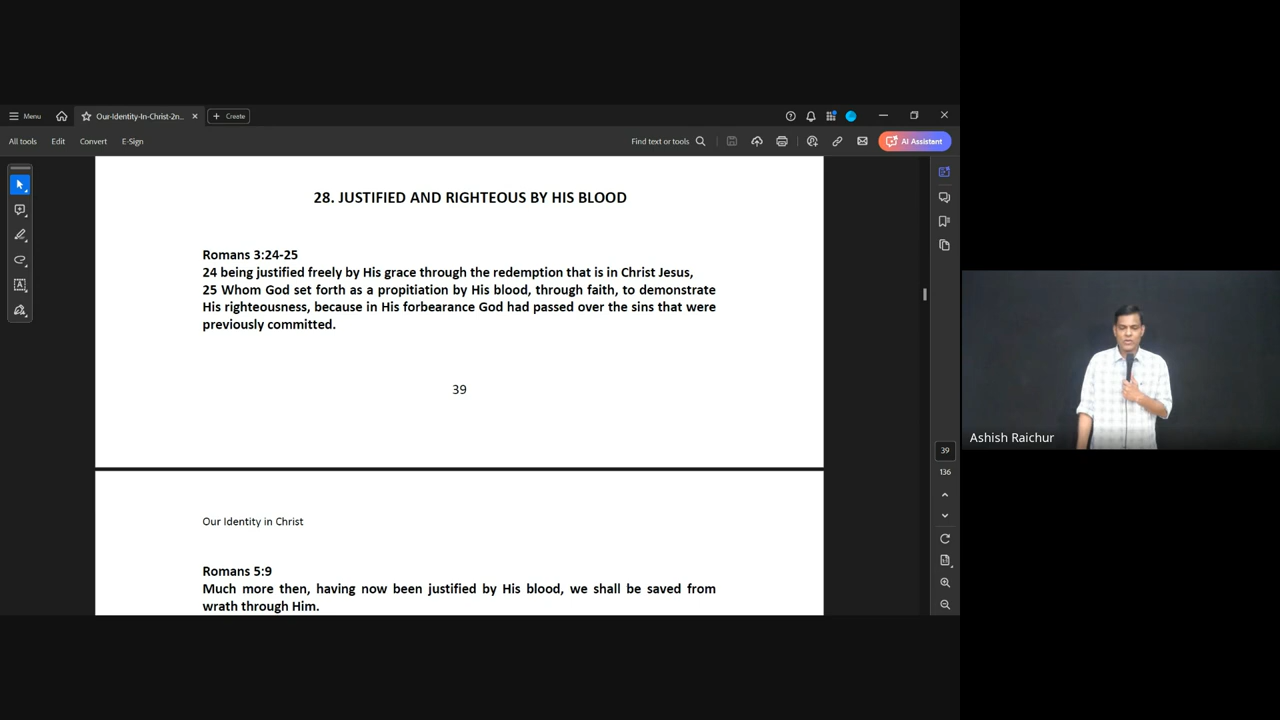 Menu
Our-Identity-In-Christ-2n...
Create
All tools Edit Convert E-Sign
Find text or tools
AI Assistant
28. JUSTIFIED AND RIGHTEOUS BY HIS BLOOD
Romans 3:24-25
24 being justified freely by His grace through the redemption that is in Christ Jesus,
25 Whom God set forth as a propitiation by His blood, through faith, to demonstrate
His righteousness, because in His forbearance God had passed over the sins that were
previously committed.
39
Our Identity in Christ
Romans 5:9
Much more then, having now been justified by His blood, we shall be saved from
wrath through Him.
39
136
Ashish Raichur